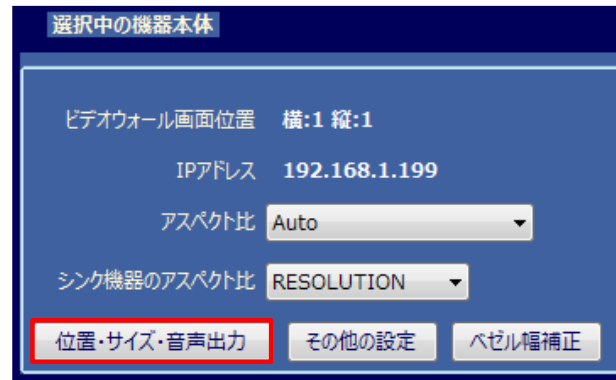 選択中の機器本体
ビデオウォール画面位置 横:1 縦:1
IPアドレス 192.168.1.199
アスペクト比 Auto
シンク機器のアスペクト比 RESOLUTION
位置・サイズ・音声出力 その他の設定 ベゼル幅補正